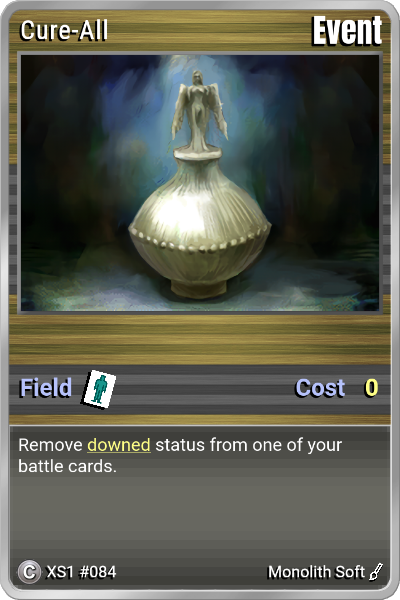 Cure-All Event
Field Cost 0
Remove downed status from one of your
battle cards.
C XS1 #084 Monolith Soft